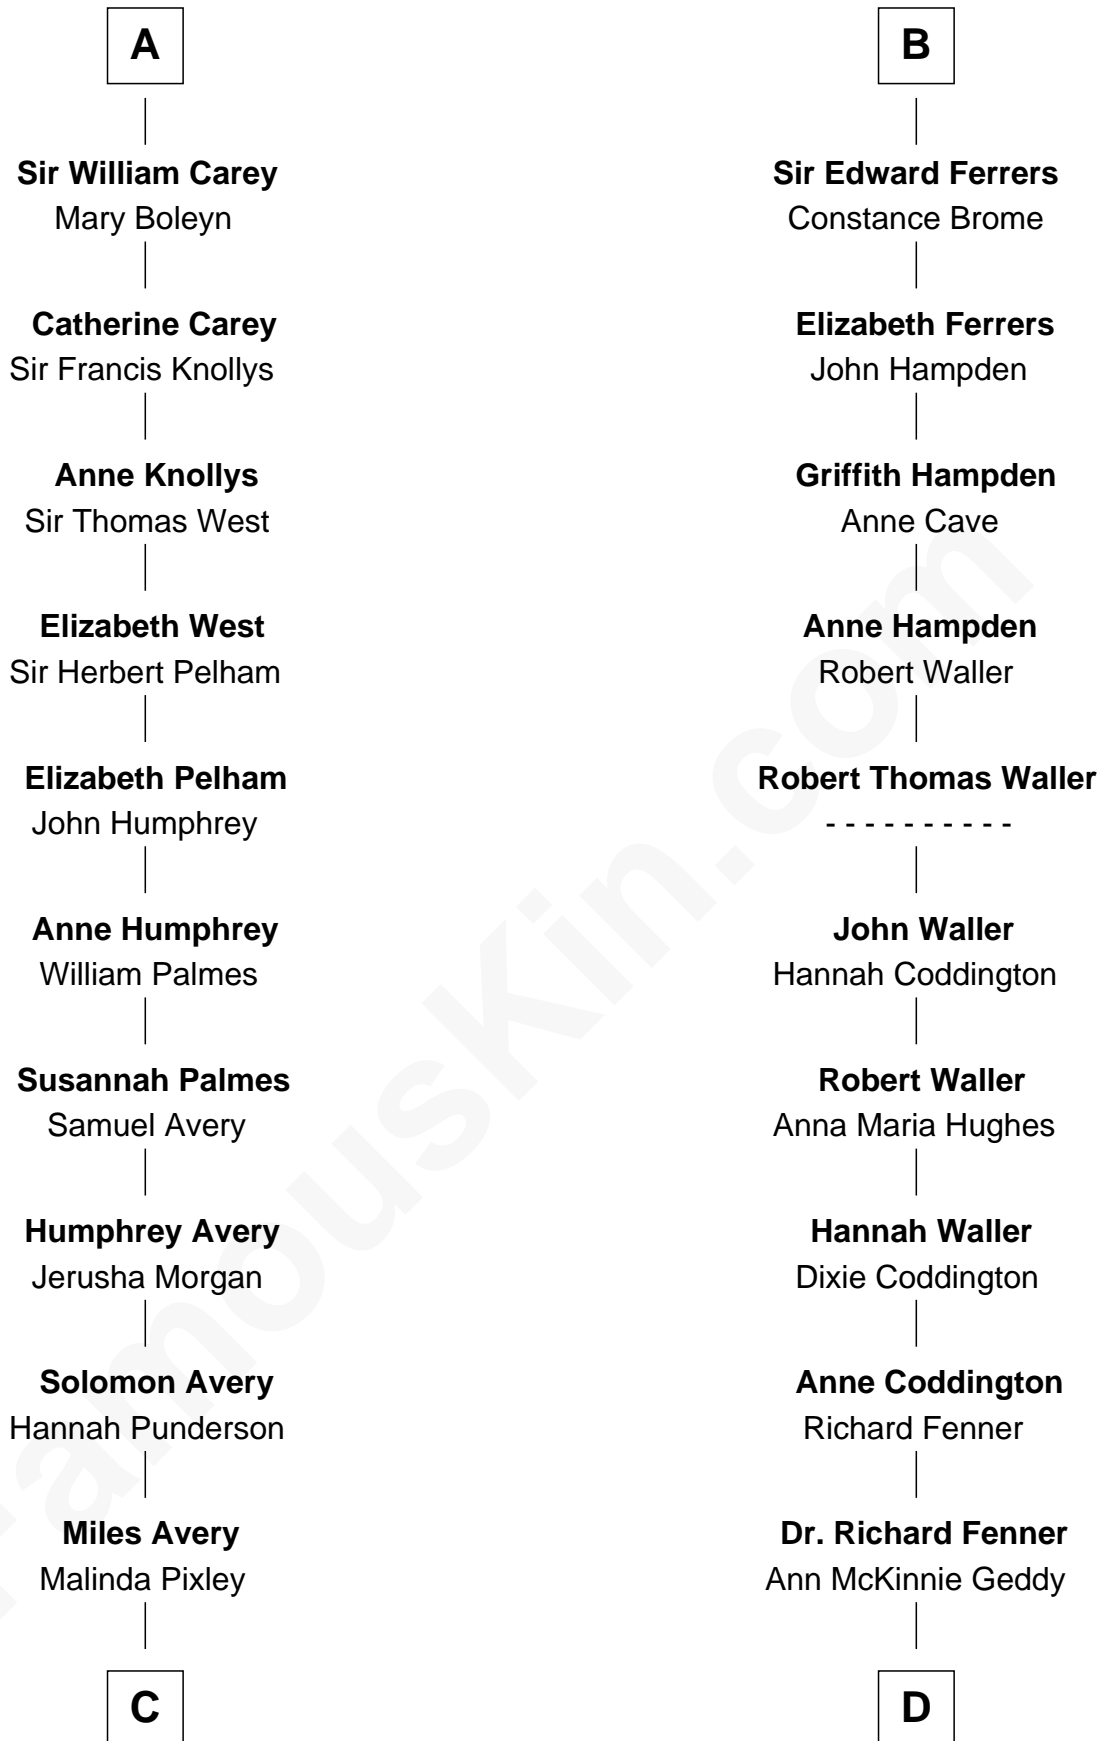 A
Sir William Carey
Mary Boleyn
Catherine Carey
Sir Francis Knollys
Anne Knollys
Sir Thomas West
Elizabeth West
Sir Herbert Pelham
Elizabeth Pelham
John Humphrey
Anne Humphrey
William Palmes
Susannah Palmes
Samuel Avery
Humphrey Avery
Jerusha Morgan
Solomon Avery
Hannah Punderson
Miles Avery
Malinda Pixley
C
B
Sir Edward Ferrers
Constance Brome
Elizabeth Ferrers
John Hampden
Griffith Hampden
Anne Cave
Anne Hampden
Robert Waller
Robert Thomas Waller
- - - - - - - - - -
John Waller
Hannah Coddington
Robert Waller
Anna Maria Hughes
Hannah Waller
Dixie Coddington
Anne Coddington
Richard Fenner
Dr. Richard Fenner
Ann McKinnie Geddy
D
FamousKin.com